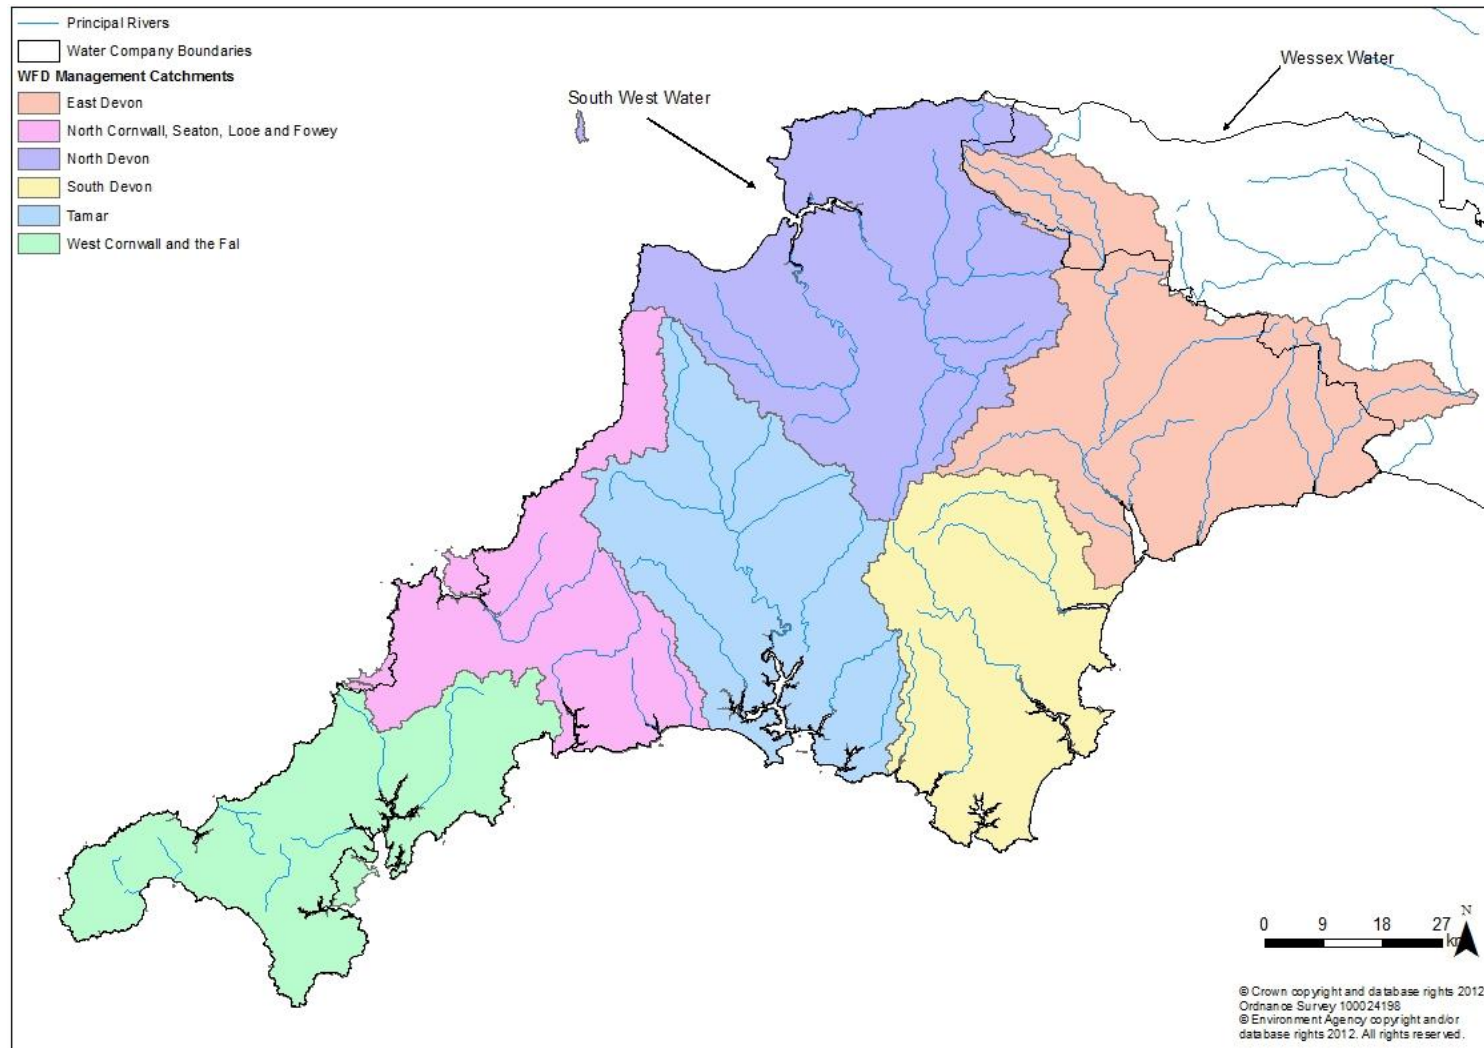 Principal Rivers
Water Company Boundaries
WFD Management Catchments
East Devon
North Cornwall, Seaton, Looe and Fowey
North Devon
South Devon
Tamar
West Cornwall and the Fal
South West Water
Wessex Water
0 9 18 27
km
N
© Crown copyright and database rights 2012
Ordnance Survey 100024198
© Environment Agency copyright and/or
database rights 2012. All rights reserved.